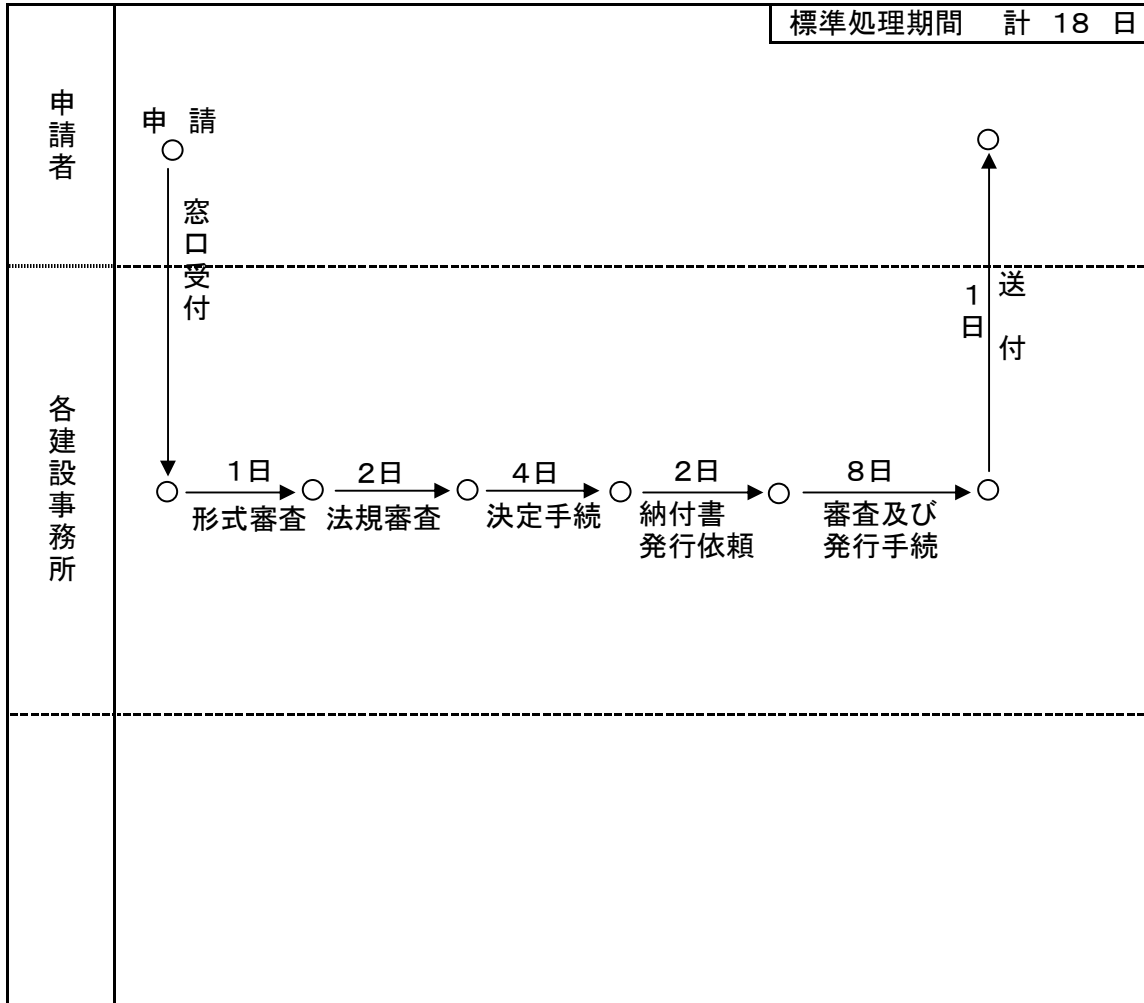 標準処理期間 計 18 日
申請者
申 請
窓口受付
1日
送 付
各建設事務所
1日
形式審査
2日
法規審査
4日
決定手続
2日
納付書
発行依頼
8日
審査及び
発行手続